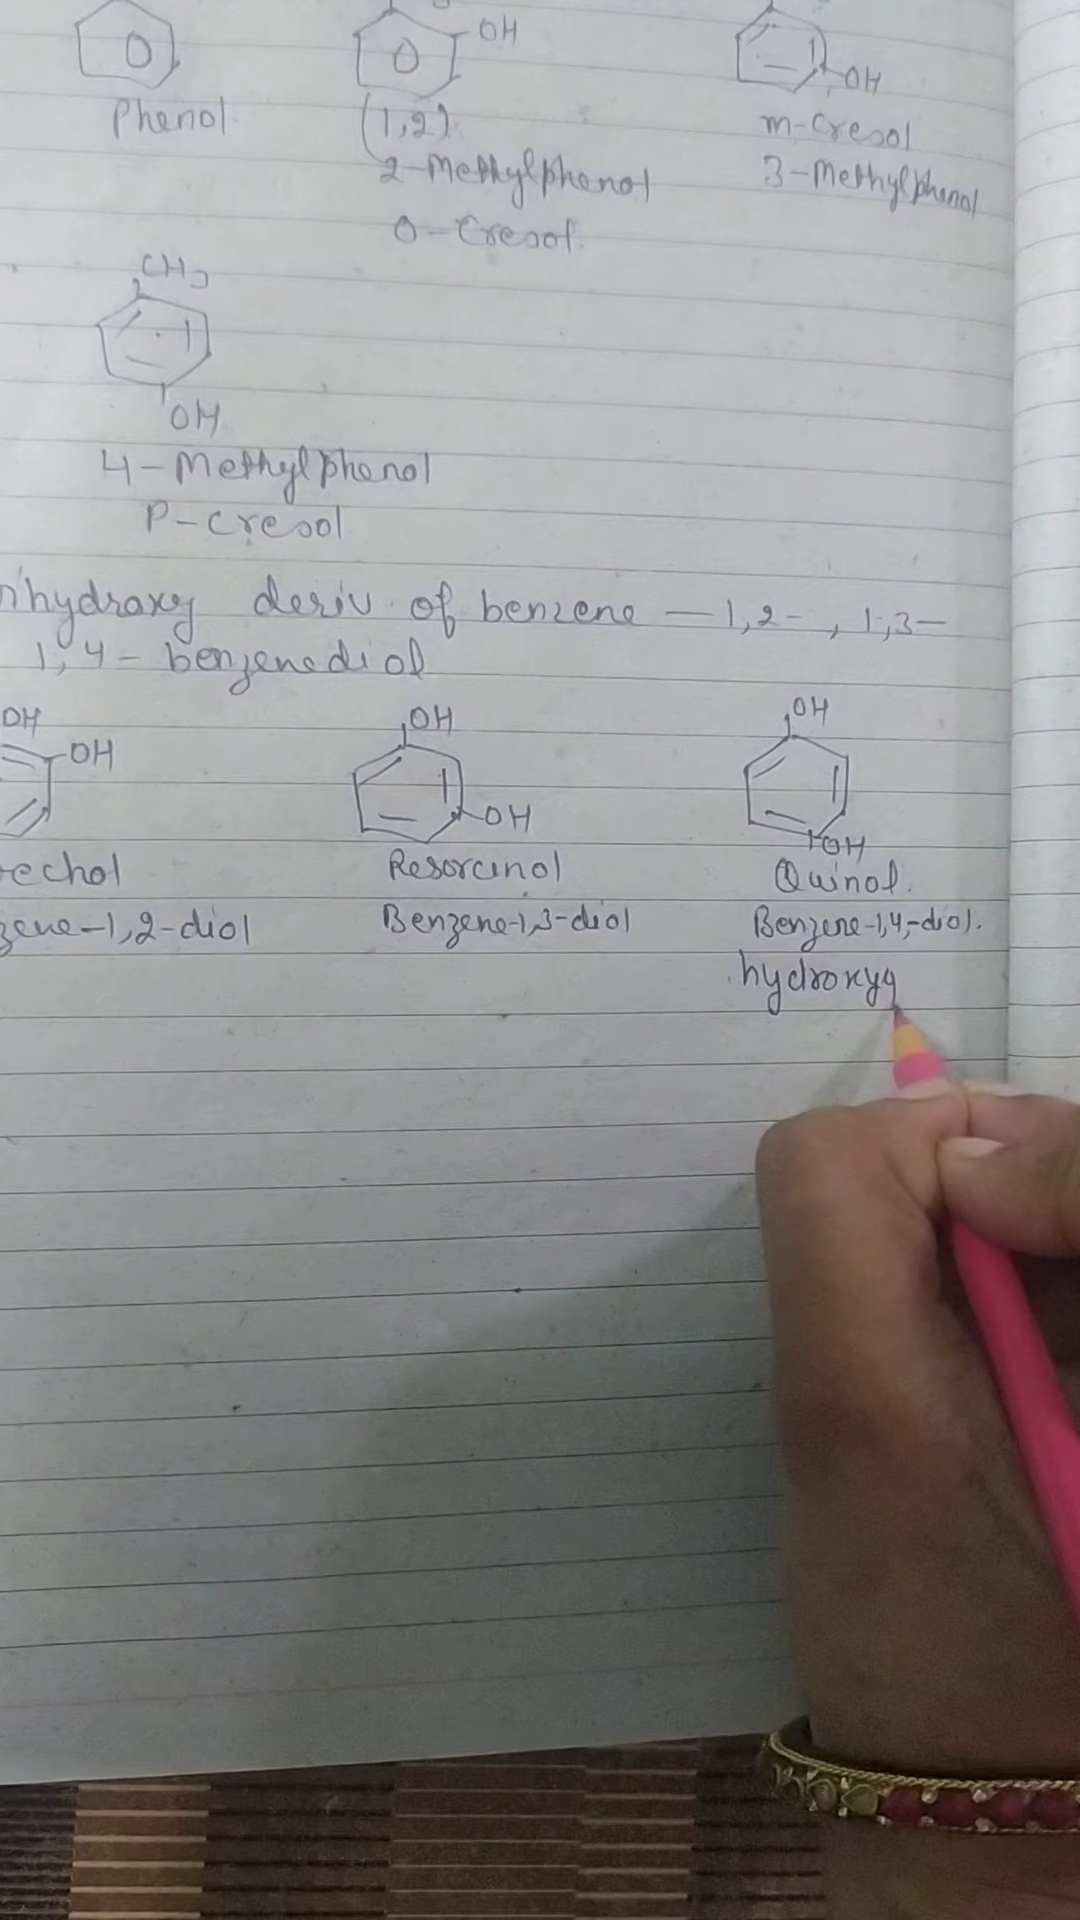 OH
OH
Phenol
(1,2)
m-Cresol
2-Methylphenol
3-Methylphenol
O-Cresol.
CH3
OH
4-Methylphenol
P-cresol
hydroxy deriv. of benzene — 1,2-, 1,3-
1,4-benzenediol
OH
OH
OH
OH
OH
OH
echol
Resorcinol
Quinol.
zene-1,2-diol
Benzene-1,3-diol
Benzene-1,4,-diol.
hydroxyq